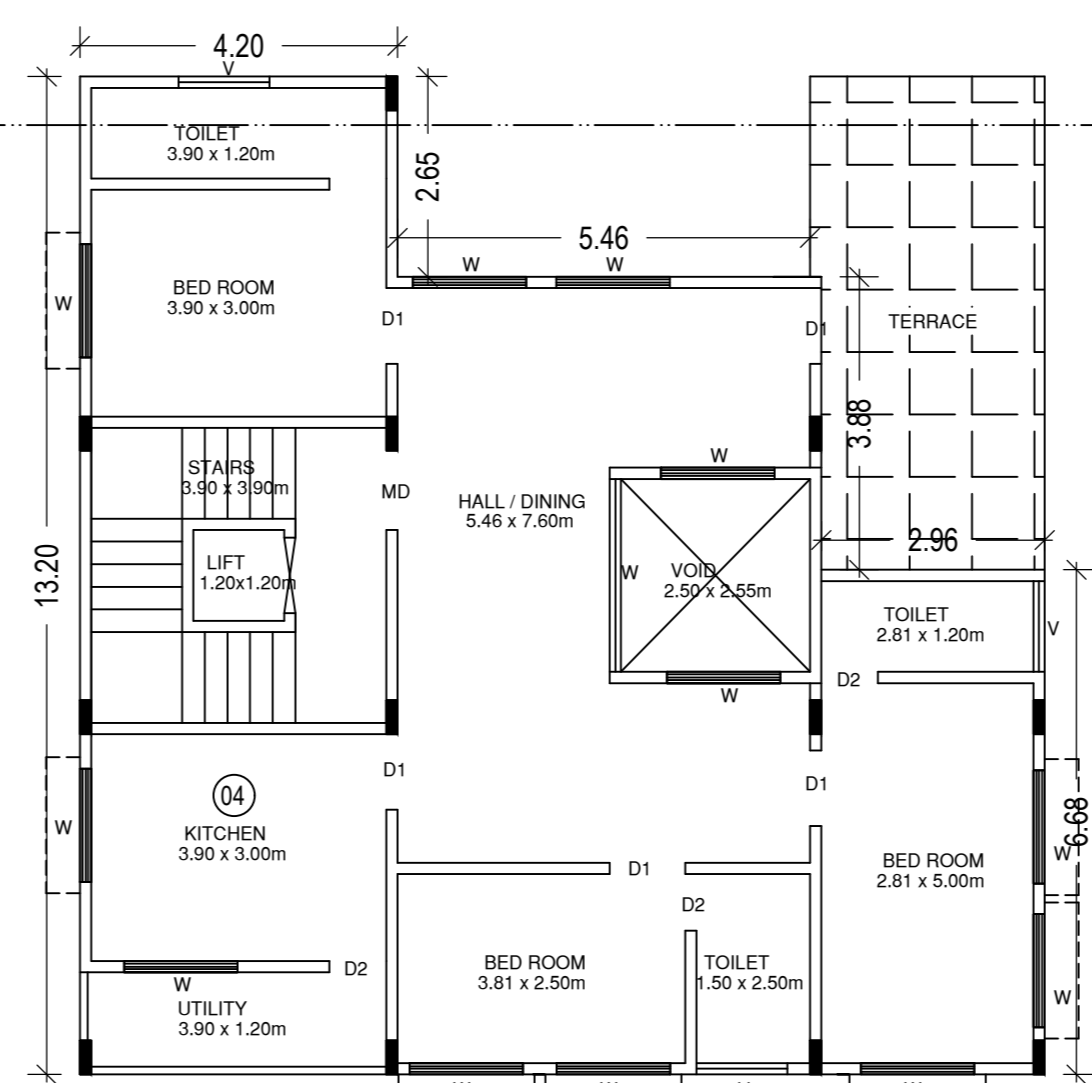 4.20
V
TOILET
3.90 x 1.20m
2.65
5.46
W
W
BED ROOM
3.90 x 3.00m
W
D1
D1
TERRACE
3.88
STAIRS
3.90 x 3.90m
MD
W
HALL / DINING
5.46 x 7.60m
LIFT
1.20x1.20m
13.20
W
VOID
2.50 x 2.55m
2.96
TOILET
2.81 x 1.20m
V
D2
W
D1
D1
04
KITCHEN
3.90 x 3.00m
W
6.68
W
BED ROOM
2.81 x 5.00m
D1
D2
BED ROOM
3.81 x 2.50m
TOILET
1.50 x 2.50m
D2
W
W
UTILITY
3.90 x 1.20m